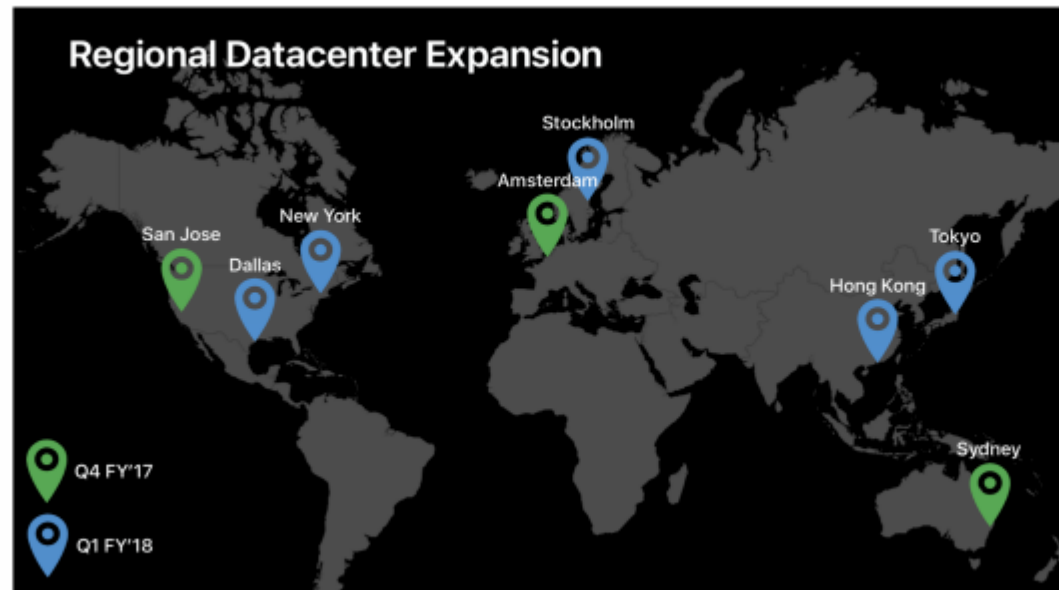 Regional Datacenter Expansion
Stockholm
Amsterdam
New York
San Jose
Tokyo
Dallas
Hong Kong
Sydney
Q4 FY'17
Q1 FY'18